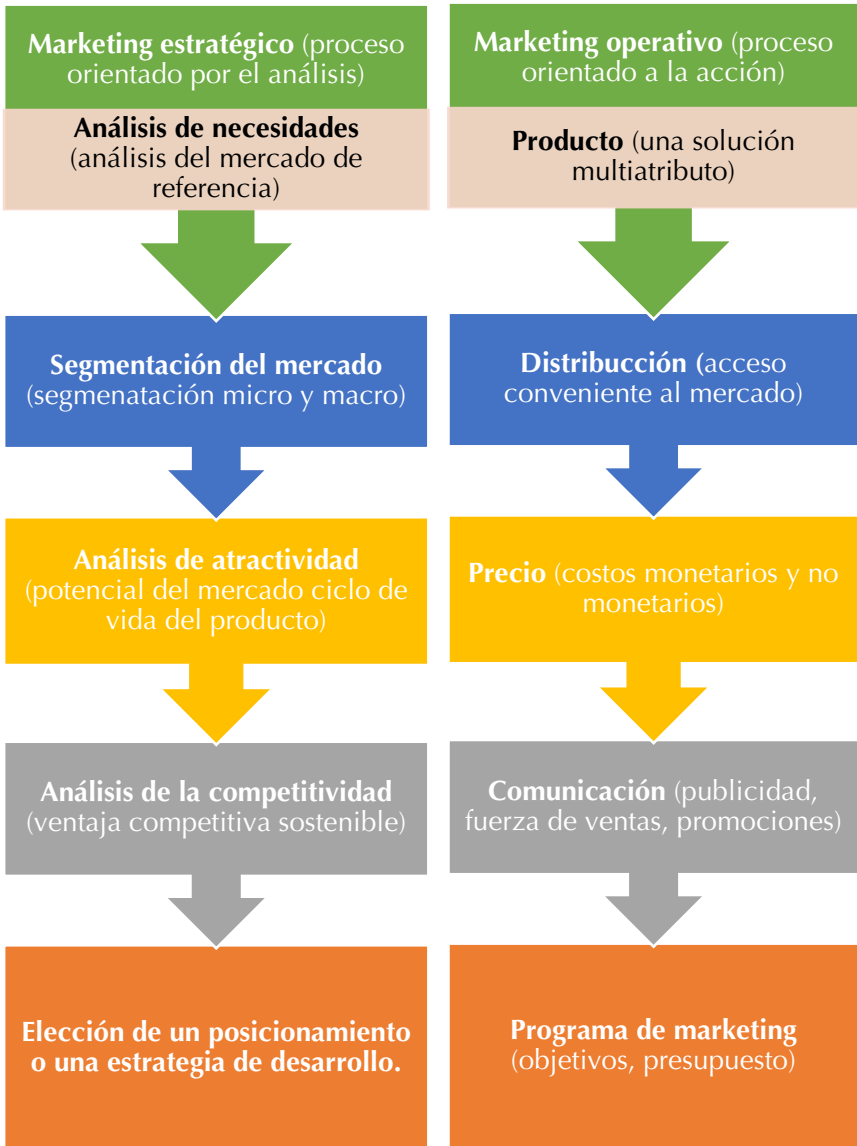 Marketing estratégico (proceso
orientado por el análisis)
Análisis de necesidades
(análisis del mercado de
referencia)
Segmentación del mercado
(segmenatación micro y macro)
Análisis de atractividad
(potencial del mercado ciclo de
vida del producto)
Análisis de la competitividad
(ventaja competitiva sostenible)
Elección de un posicionamiento
o una estrategia de desarrollo.
Marketing operativo (proceso
orientado a la acción)
Producto (una solución
multiatributo)
Distribucción (acceso
conveniente al mercado)
Precio (costos monetarios y no
monetarios)
Comunicación (publicidad,
fuerza de ventas, promociones)
Programa de marketing
(objetivos, presupuesto)